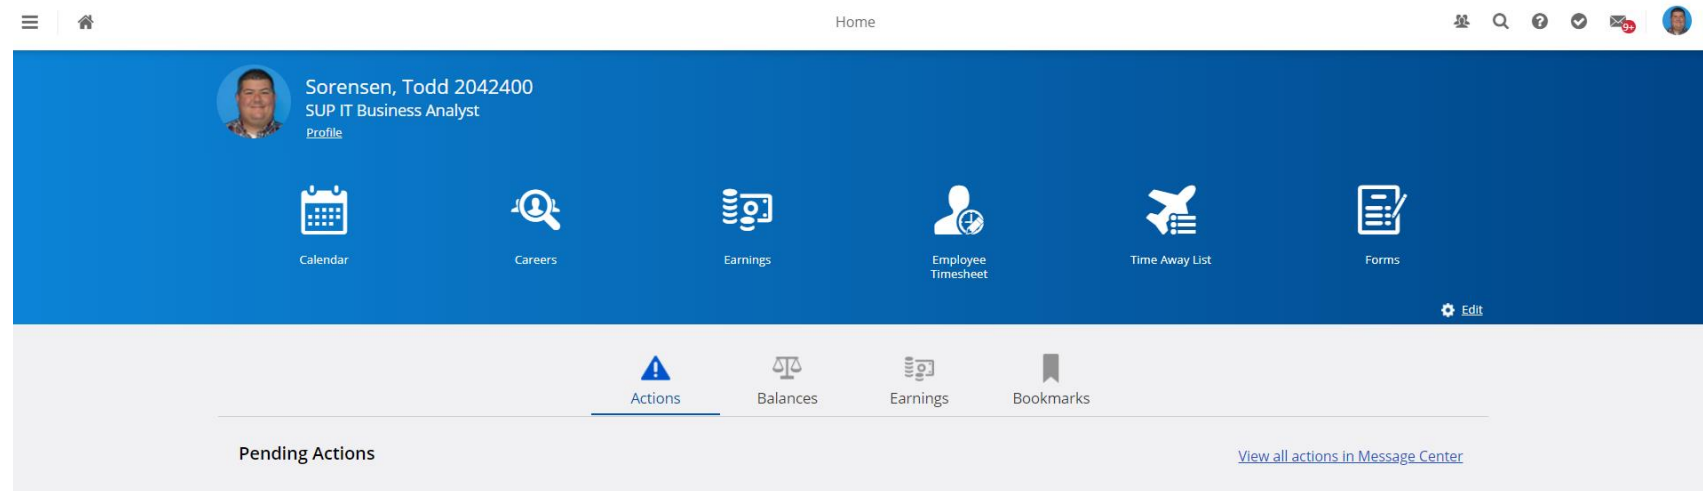 Home
9+
Sorensen, Todd 2042400
SUP IT Business Analyst
Profile
Calendar
Careers
Earnings
Employee
Timesheet
Time Away List
Forms
Edit
Actions
Balances
Earnings
Bookmarks
Pending Actions
View all actions in Message Center